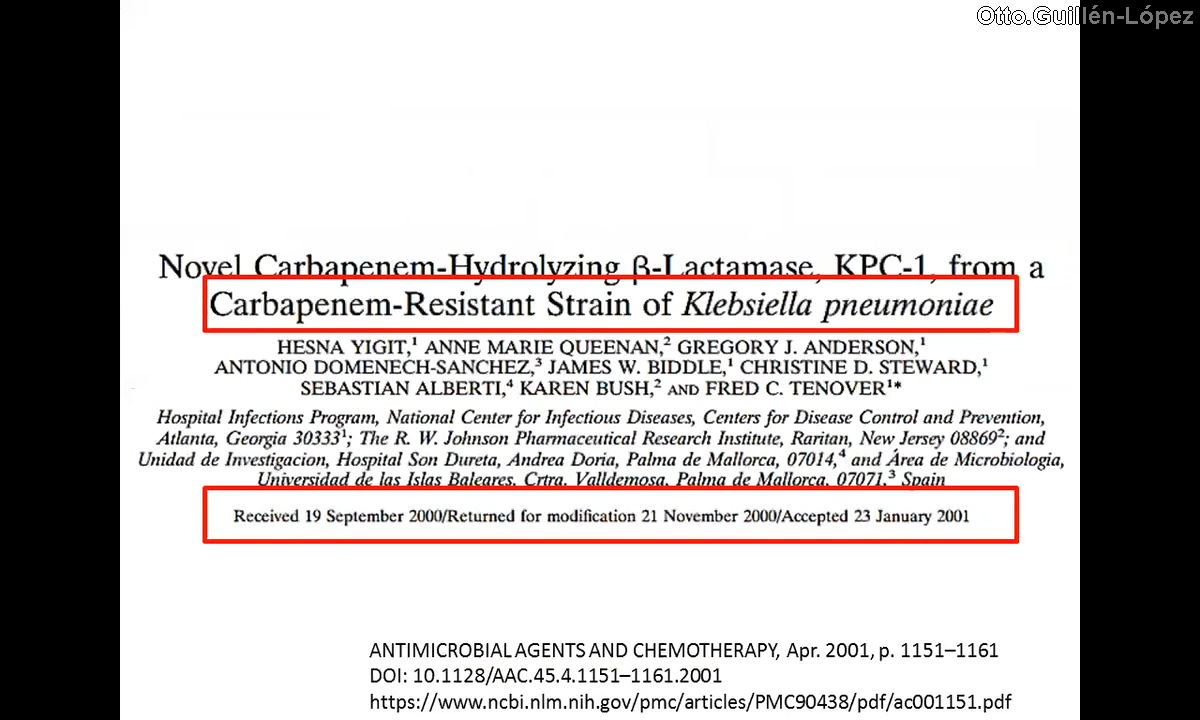 Otto.Guillén-López
Novel Carbapenem-Hydrolyzing β-Lactamase, KPC-1, from a
Carbapenem-Resistant Strain of Klebsiella pneumoniae
HESNA YIGIT,¹ ANNE MARIE QUEENAN,² GREGORY J. ANDERSON,¹
ANTONIO DOMENECH-SANCHEZ,³ JAMES W. BIDDLE,¹ CHRISTINE D. STEWARD,¹
SEBASTIAN ALBERTI,⁴ KAREN BUSH,² AND FRED C. TENOVER¹*
Hospital Infections Program, National Center for Infectious Diseases, Centers for Disease Control and Prevention,
Atlanta, Georgia 30333¹; The R. W. Johnson Pharmaceutical Research Institute, Raritan, New Jersey 08869²; and
Unidad de Investigacion, Hospital Son Dureta, Andrea Doria, Palma de Mallorca, 07014,⁴ and Área de Microbiologia,
Universidad de las Islas Baleares, Crtra. Valldemosa, Palma de Mallorca, 07071,³ Spain
Received 19 September 2000/Returned for modification 21 November 2000/Accepted 23 January 2001
ANTIMICROBIAL AGENTS AND CHEMOTHERAPY, Apr. 2001, p. 1151–1161
DOI: 10.1128/AAC.45.4.1151–1161.2001
https://www.ncbi.nlm.nih.gov/pmc/articles/PMC90438/pdf/ac001151.pdf